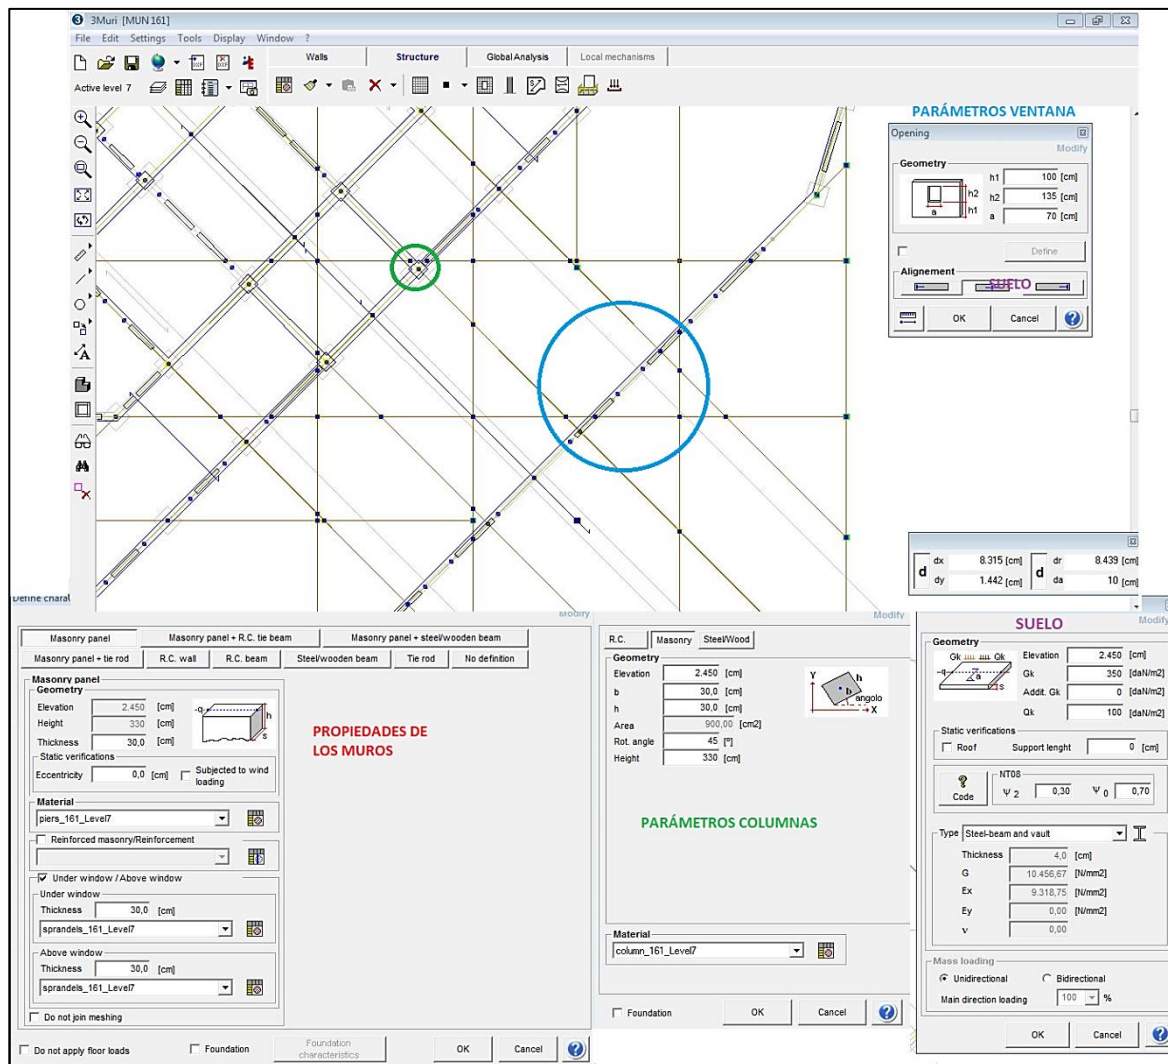 3Muri [MUN 161]
File Edit Settings Tools Display Window ?
Walls Structure Global Analysis Local mechanisms
Active level 7
PARÁMETROS VENTANA
Opening
Modify
Geometry
h1 100 [cm]
h2 135 [cm]
a 70 [cm]
h2
h1
a
Define
Alignement
SUELO
OK Cancel
d dx 8.315 [cm] d dr 8.439 [cm]
dy 1.442 [cm] da 10 [cm]
Modify
Masonry panel Masonry panel + R.C. tie beam Masonry panel + steel/wooden beam
Masonry panel + tie rod R.C. wall R.C. beam Steel/wooden beam Tie rod No definition
Masonry panel
Geometry
Elevation 2.450 [cm]
Height 330 [cm]
Thickness 30,0 [cm]
q h s
Static verifications
Eccentricity 0,0 [cm] Subjected to wind
loading
Material
piers_161_Level7
Reinforced masonry/Reinforcement
Under window / Above window
Under window
Thickness 30,0 [cm]
sprandels_161_Level7
Above window
Thickness 30,0 [cm]
sprandels_161_Level7
Do not join meshing
Do not apply floor loads Foundation Foundation
characteristics
OK Cancel
PROPIEDADES DE
LOS MUROS
Modify
R.C. Masonry Steel/Wood
Geometry
Elevation 2.450 [cm]
b 30,0 [cm]
h 30,0 [cm]
Area 900,00 [cm2]
Rot. angle 45 [º]
Height 330 [cm]
Y h b angolo X
PARÁMETROS COLUMNAS
Material
column_161_Level7
Foundation OK Cancel
SUELO
Modify
Geometry
Gk Qk
q a s
Elevation 2.450 [cm]
Gk 350 [daN/m2]
Addit. Gk 0 [daN/m2]
Qk 100 [daN/m2]
Static verifications
Roof Support lenght 0 [cm]
Code
NT08
Ψ 2 0,30 Ψ 0 0,70
Type Steel-beam and vault
Thickness 4,0 [cm]
G 10.456,67 [N/mm2]
Ex 9.318,75 [N/mm2]
Ey 0,00 [N/mm2]
ν 0,00
Mass loading
Unidirectional Bidirectional
Main direction loading 100 %
OK Cancel